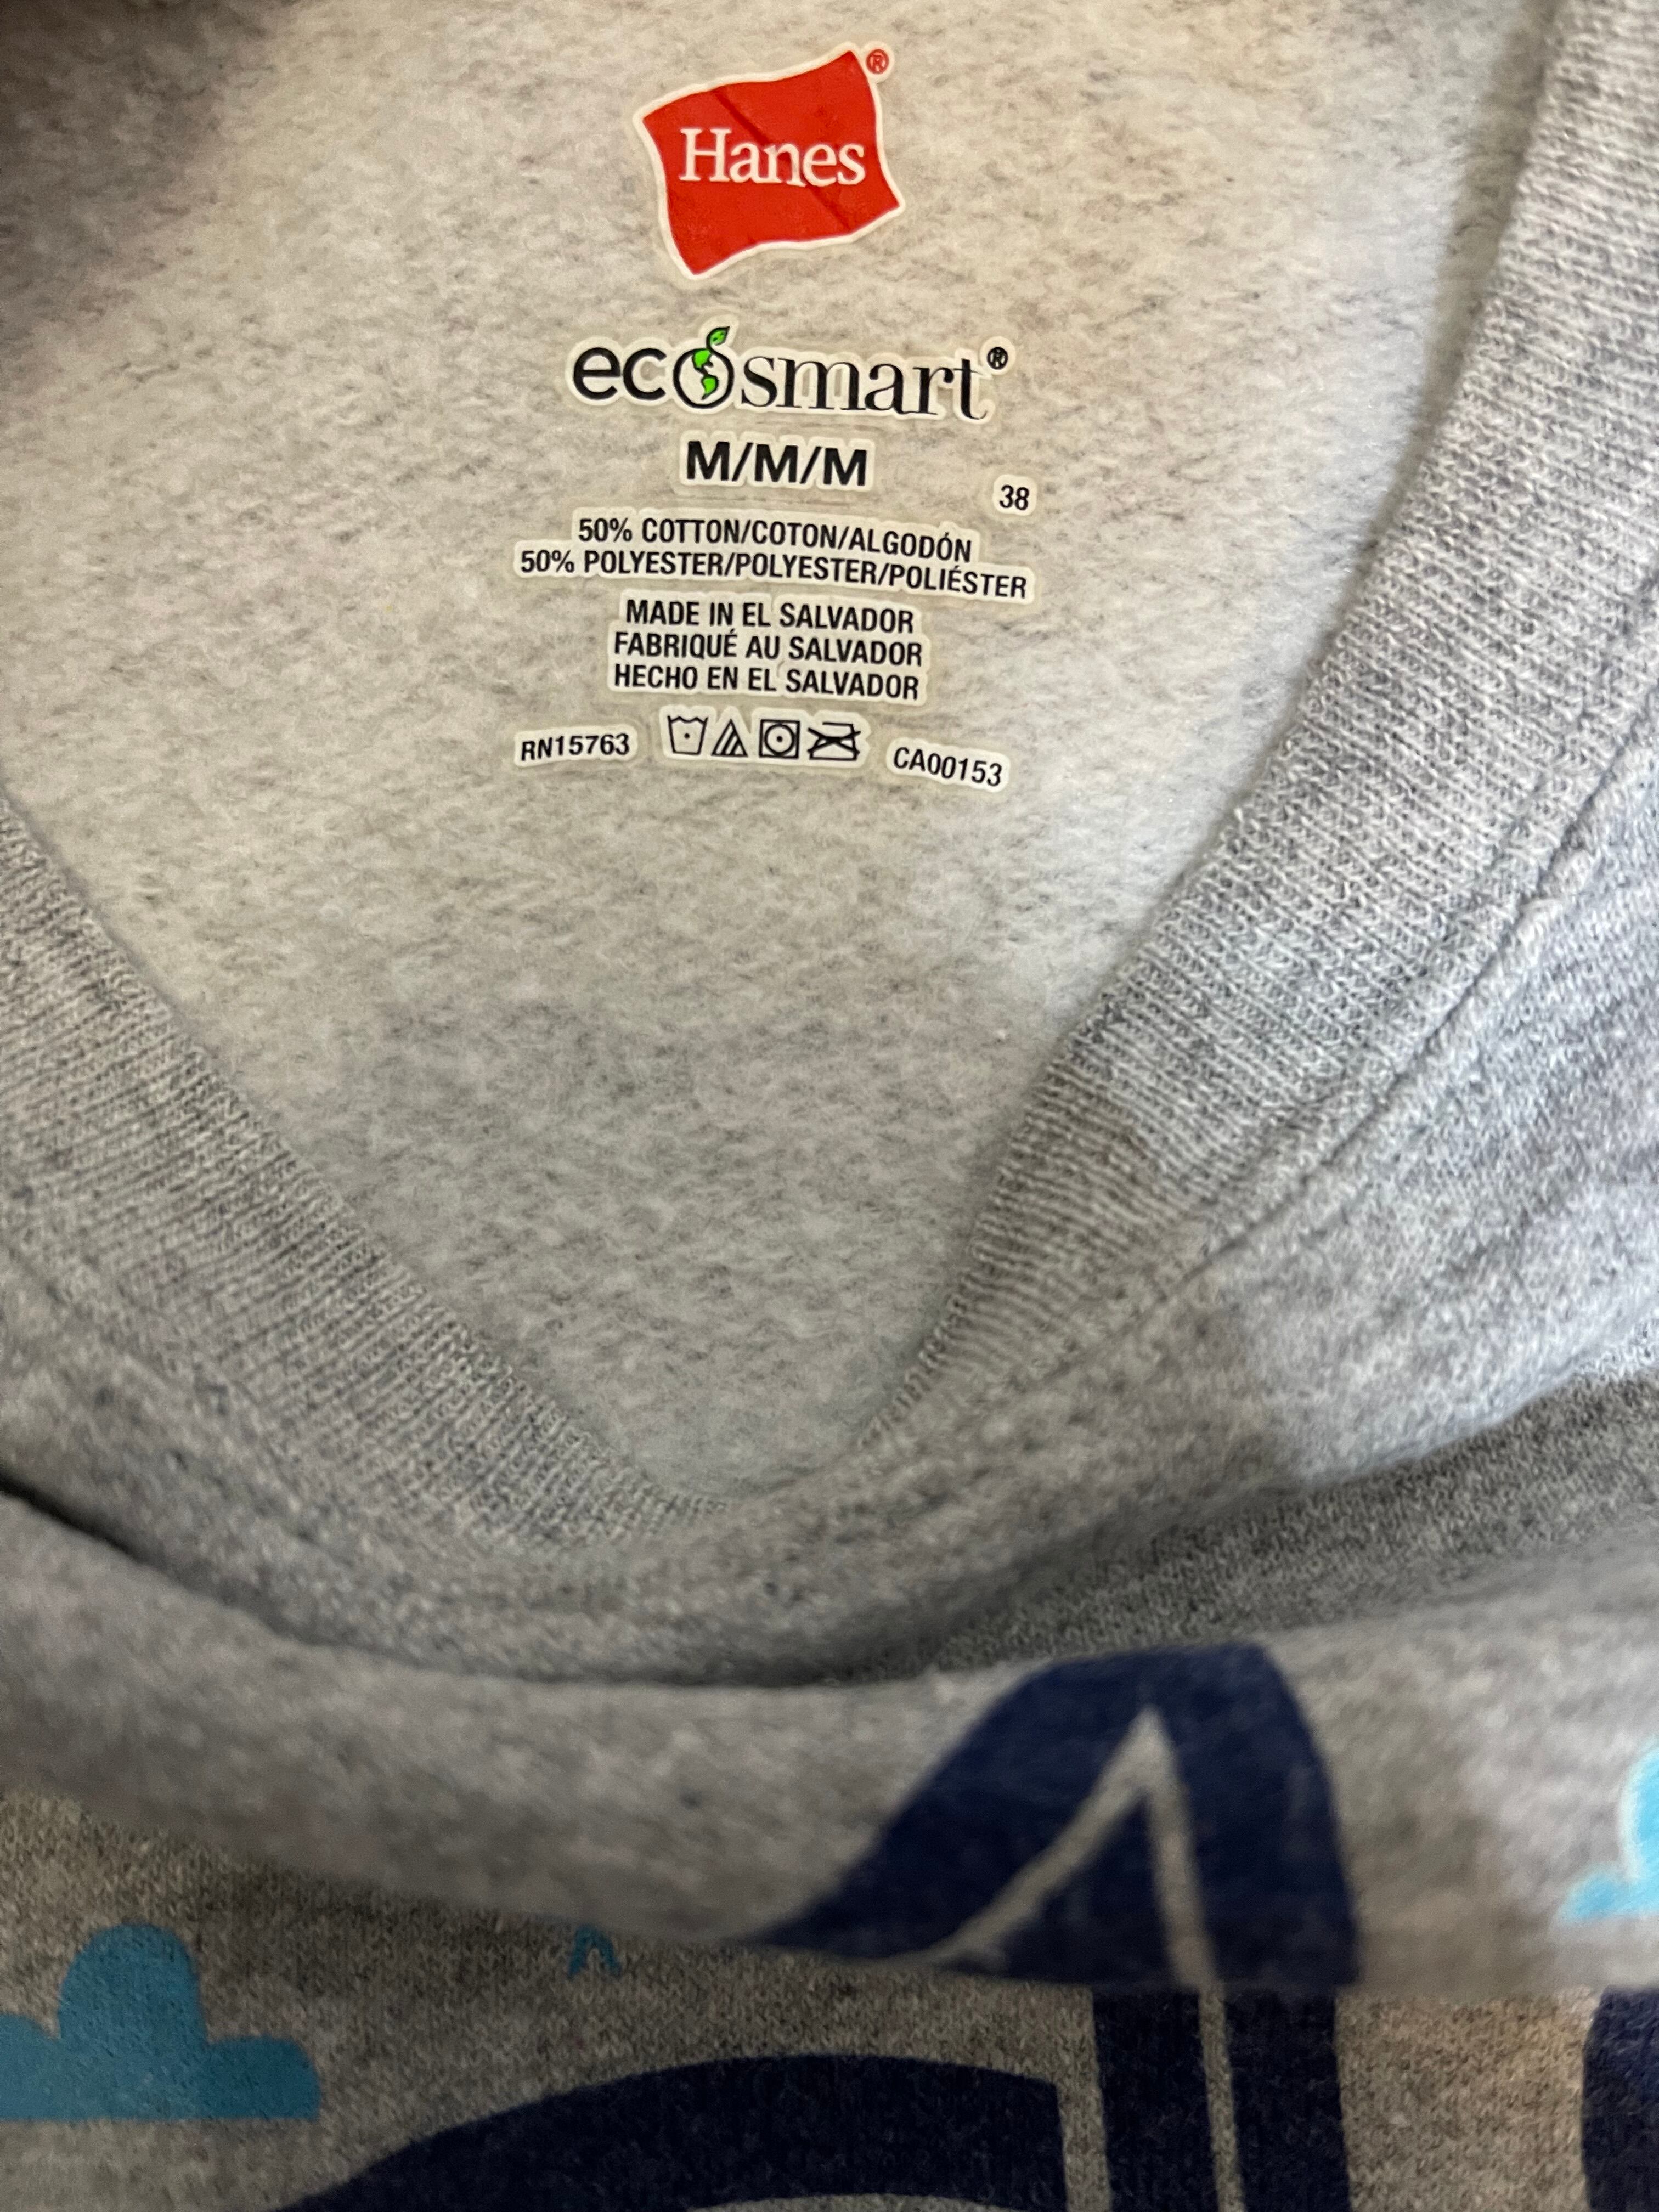 Hanes®
ecosmart®
M/M/M
38
50% COTTON/COTON/ALGODÓN
50% POLYESTER/POLYESTER/POLIÉSTER
MADE IN EL SALVADOR
FABRIQUÉ AU SALVADOR
HECHO EN EL SALVADOR
RN15763 CA00153